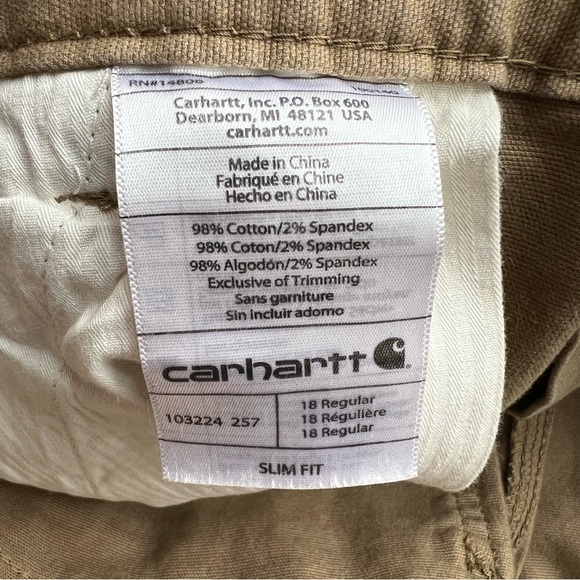 RN#14806
Carhartt, Inc. P.O. Box 600
Dearborn, MI 48121 USA
carhartt.com
Made in China
Fabriqué en Chine
Hecho en China
98% Cotton/2% Spandex
98% Coton/2% Spandex
98% Algodón/2% Spandex
Exclusive of Trimming
Sans garniture
Sin incluir adorno
carhartt
103224 257
18 Regular
18 Régulière
18 Regular
SLIM FIT